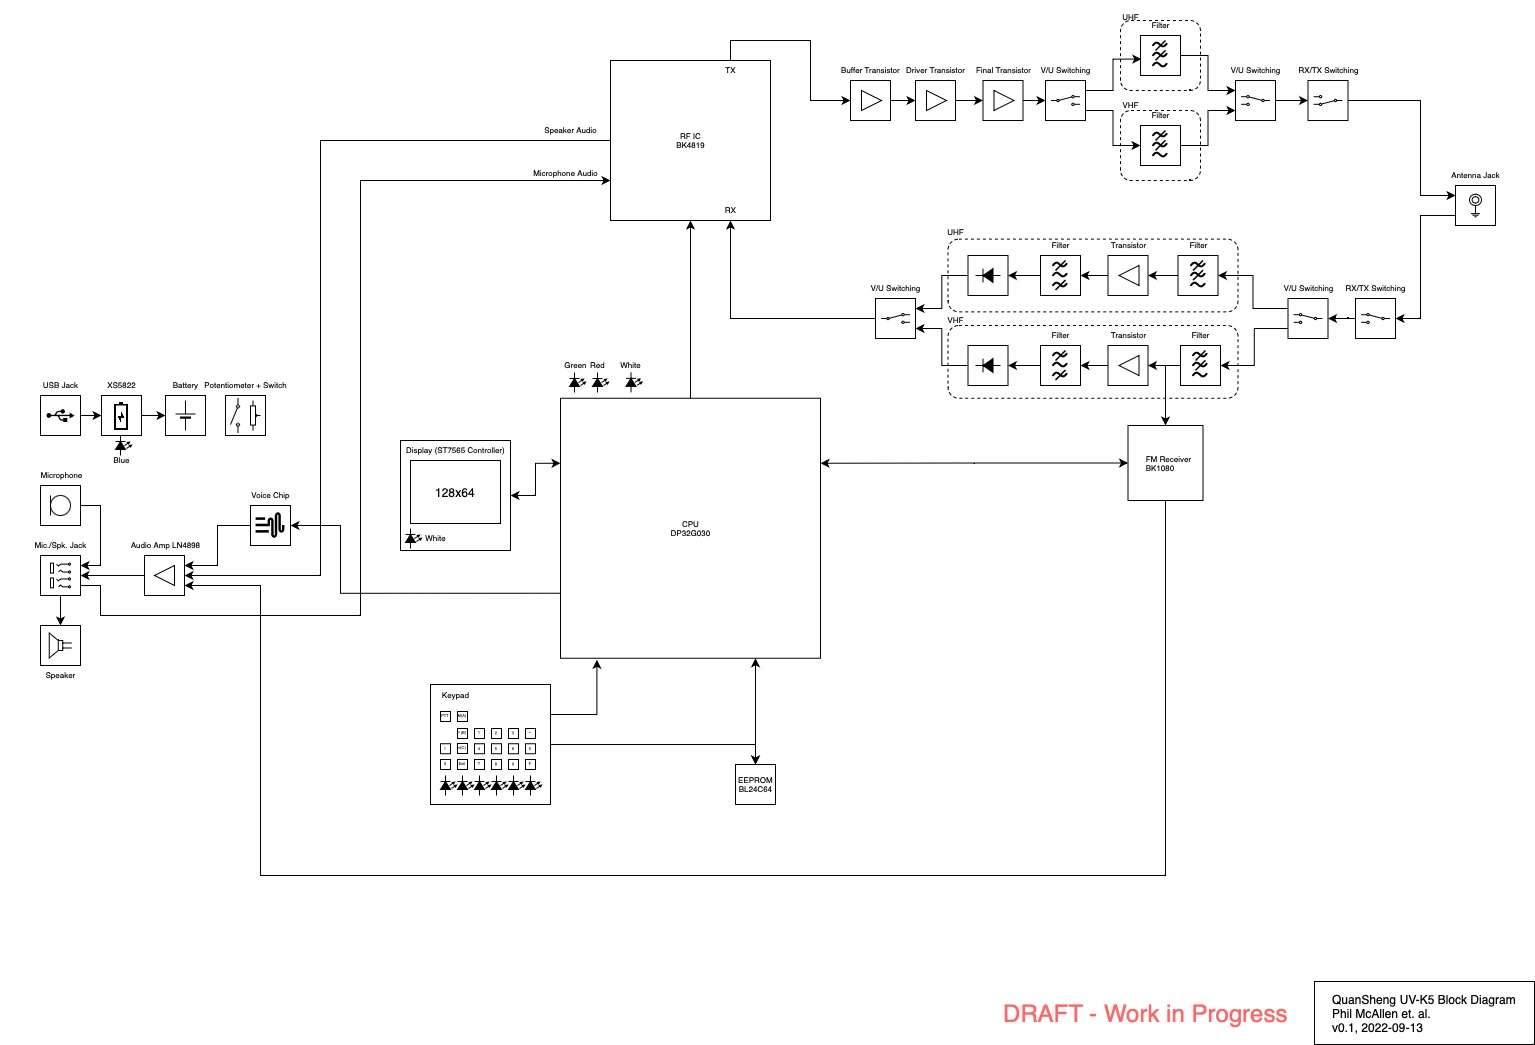 UHF
Filter
TX
Buffer Transistor
Driver Transistor
Final Transistor
V/U Switching
V/U Switching
RX/TX Switching
VHF
Filter
Speaker Audio
RF IC
BK4819
Microphone Audio
Antenna Jack
RX
UHF
Filter
Transistor
Filter
V/U Switching
V/U Switching
RX/TX Switching
VHF
Filter
Transistor
Filter
Green
Red
White
USB Jack
XS5822
Battery
Potentiometer + Switch
Blue
Display (ST7565 Controller)
128x64
White
FM Receiver
BK1080
Microphone
Voice Chip
CPU
DP32G030
Mic./Spk. Jack
Audio Amp LN4898
Speaker
Keypad
EEPROM
BL24C64
DRAFT - Work in Progress
QuanSheng UV-K5 Block Diagram
Phil McAllen et. al.
v0.1, 2022-09-13